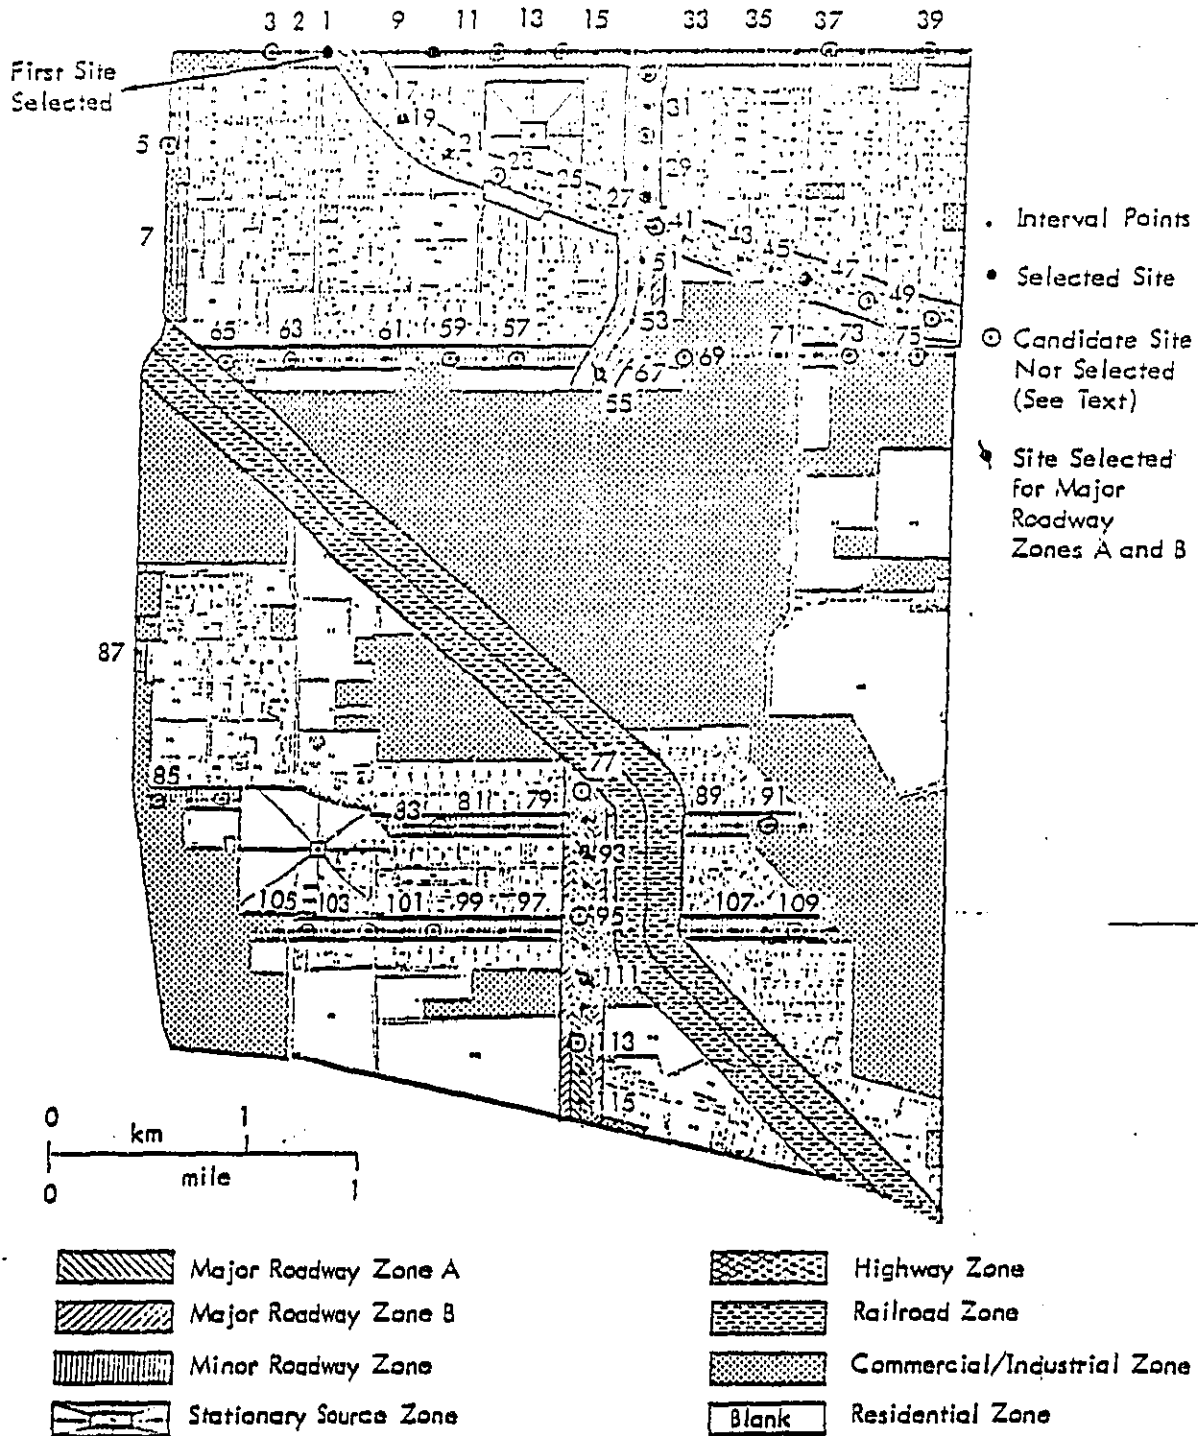 3 2 1 9 11 13 15 33 35 37 39
First Site
Selected
17
19
31
5
21
23
29
25
27
7
41
43
45
47
51
49
53
65 63 61 59 57
71 73 75
69
67
55
• Interval Points
• Selected Site
Candidate Site
Not Selected
(See Text)
Site Selected
for Major
Roadway
Zones A and B
87
77
85
83 81 79
89 91
93
105 103 101 99 97
95
107 109
111
113
115
0 1
km
mile
0 1
Major Roadway Zone A
Major Roadway Zone B
Minor Roadway Zone
Stationary Source Zone
Highway Zone
Railroad Zone
Commercial/Industrial Zone
Blank Residential Zone